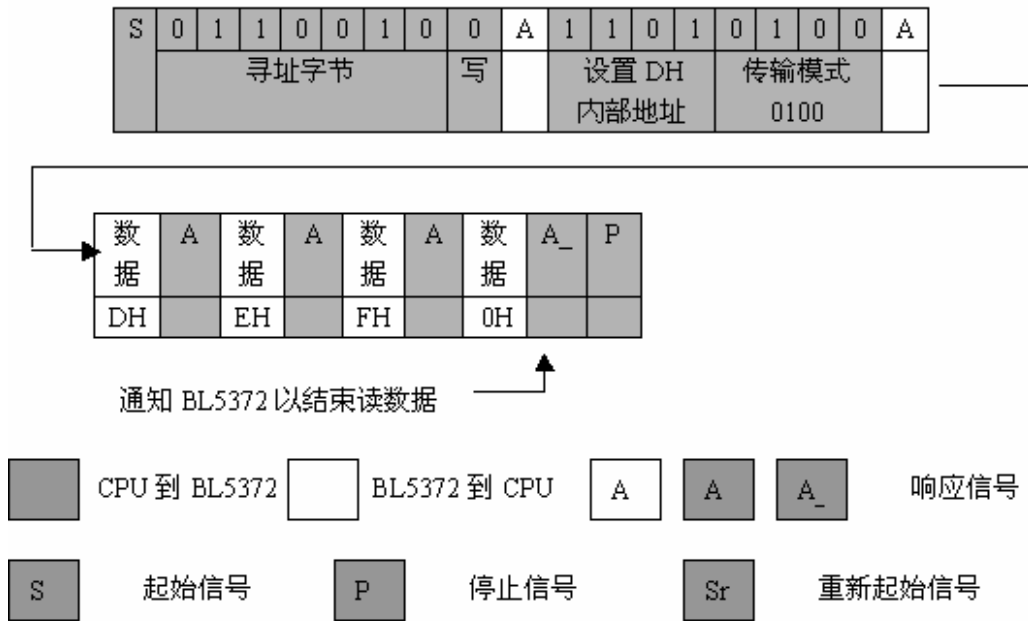 S 0 1 1 0 0 1 0 0 A 1 1 0 1 0 1 0 0 A
寻址字节 写 设置 DH 传输模式
内部地址 0100
数 A 数 A 数 A 数 A_ P
据 据 据 据
DH EH FH 0H
通知 BL5372 以结束读数据
CPU 到 BL5372 BL5372 到 CPU A A A_ 响应信号
S 起始信号 P 停止信号 Sr 重新起始信号